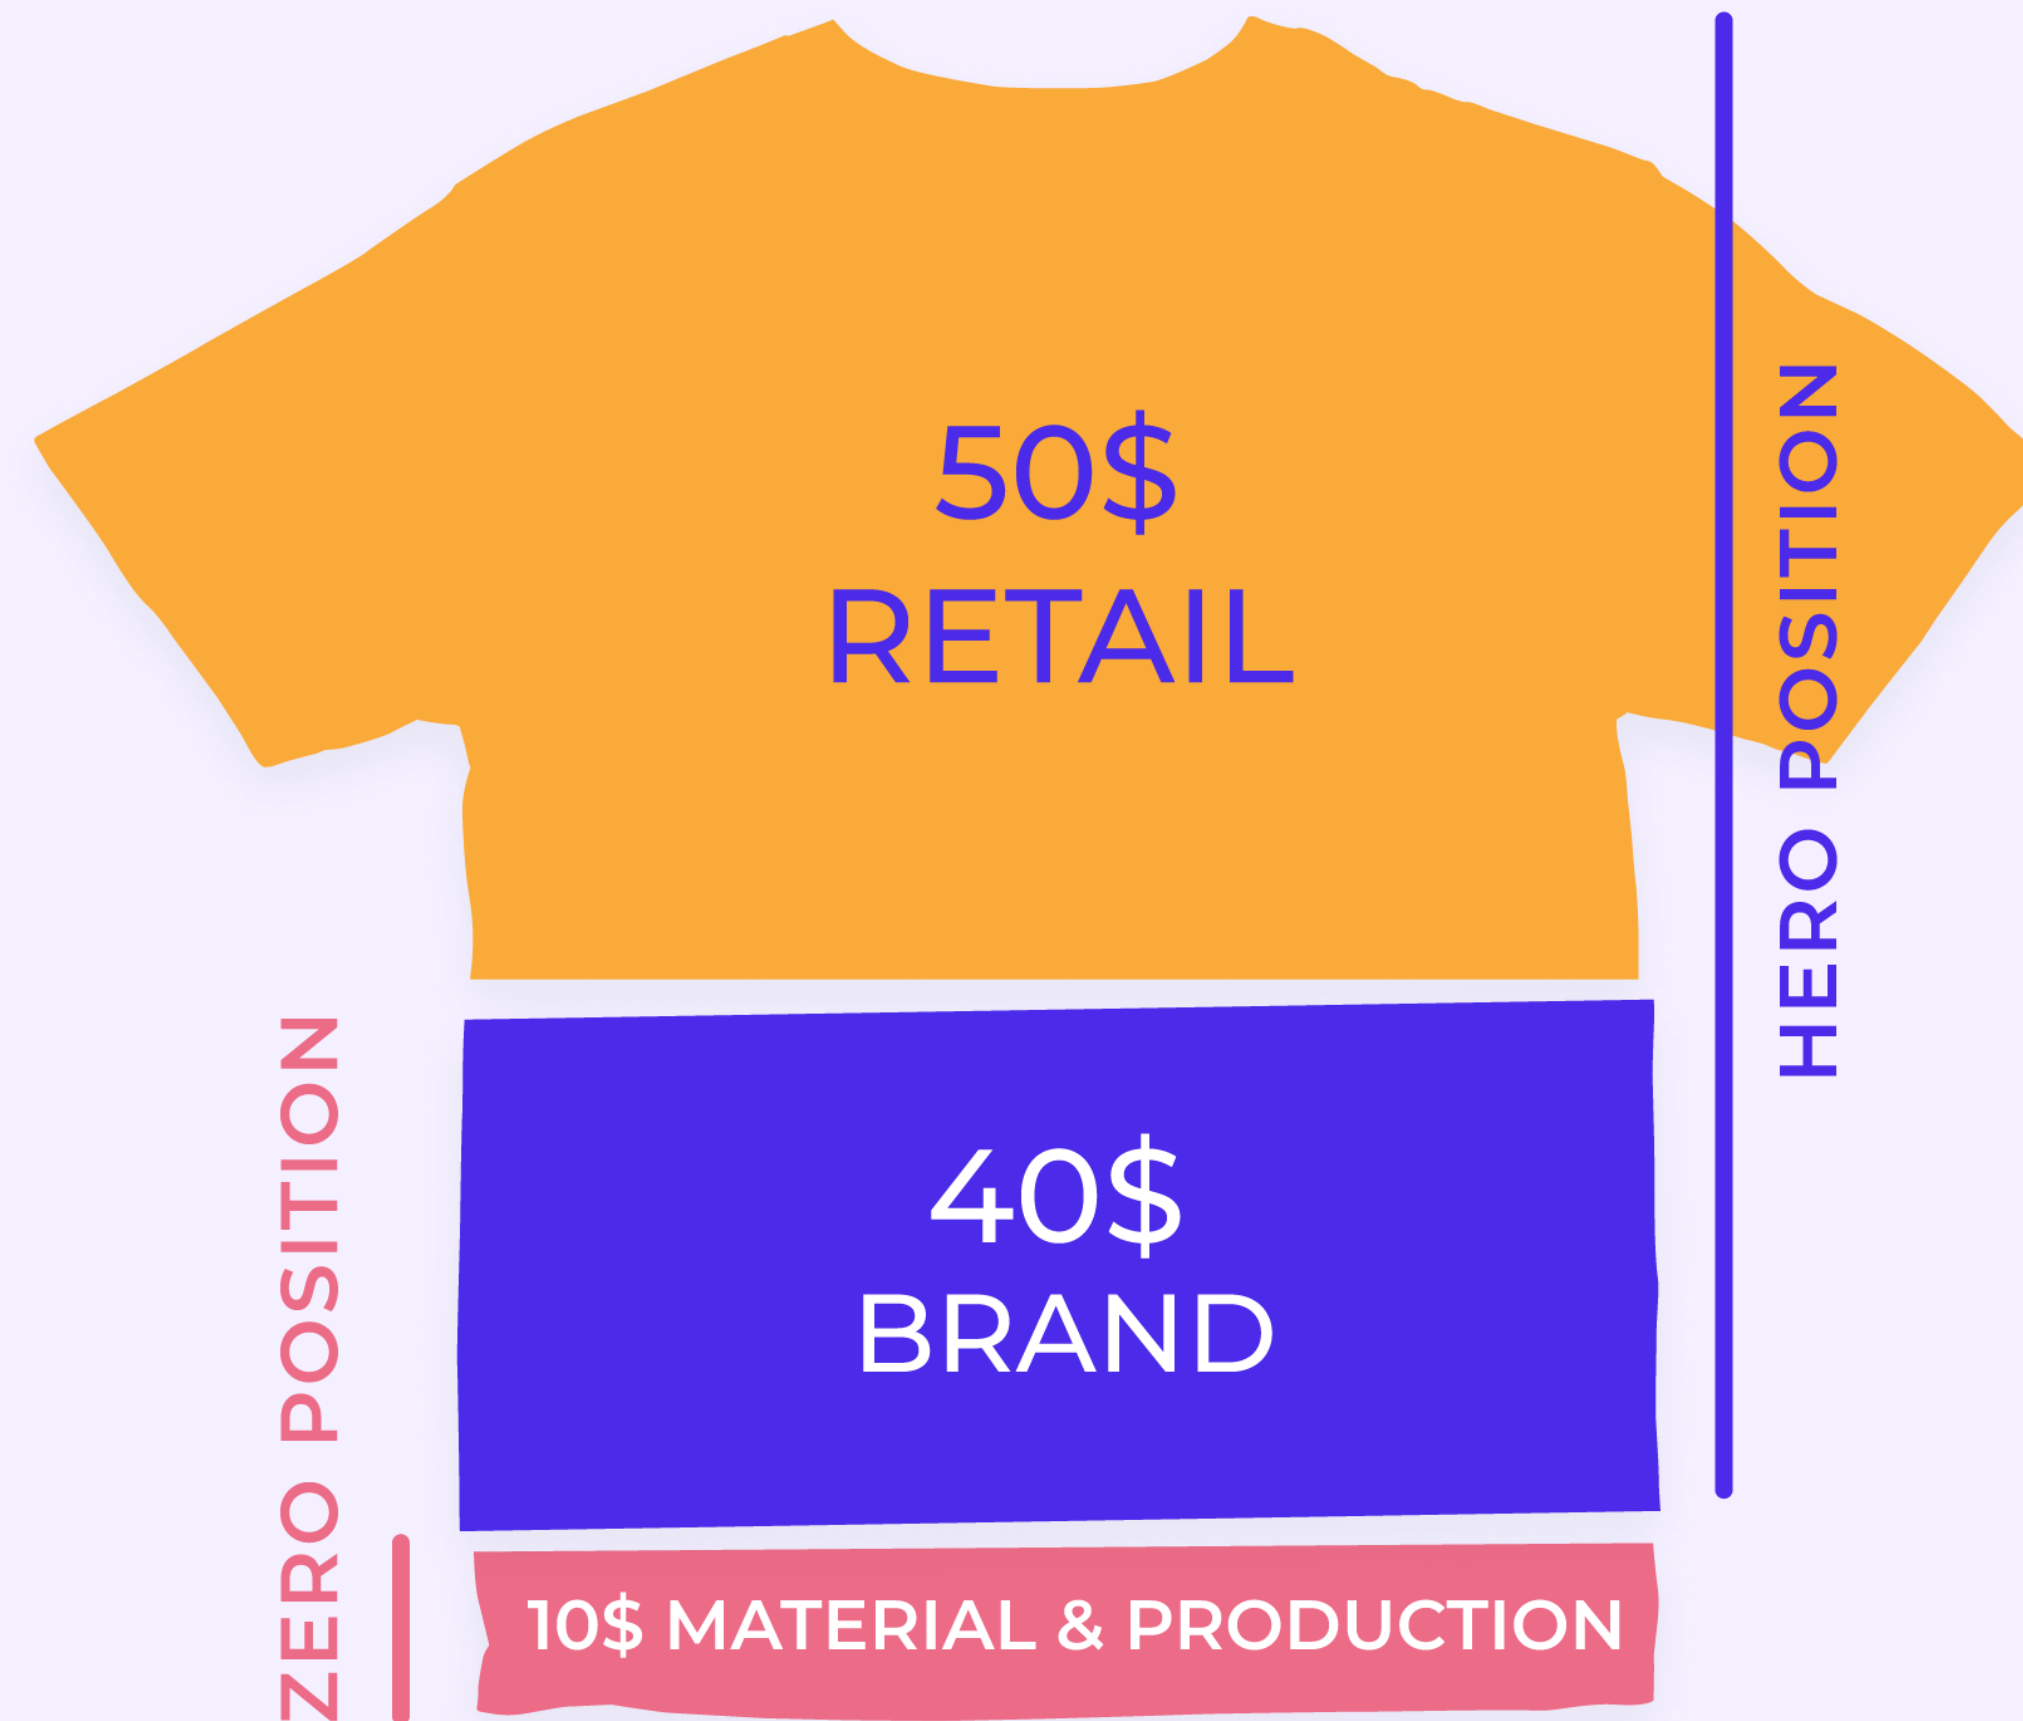 50$
RETAIL
HERO POSITION
40$
BRAND
ZERO POSITION
10$ MATERIAL & PRODUCTION